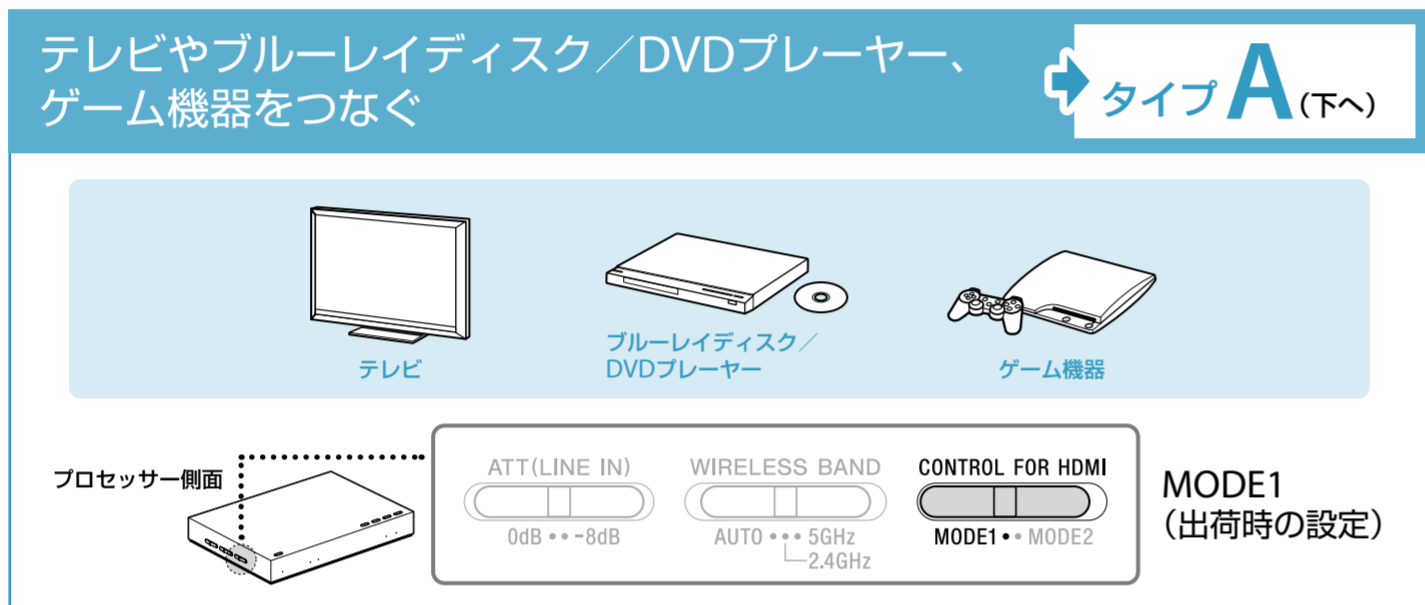 テレビやブルーレイディスク／DVDプレーヤー、
ゲーム機器をつなぐ
タイプA(下へ)
テレビ
ブルーレイディスク／
DVDプレーヤー
ゲーム機器
プロセッサー側面
ATT(LINE IN)
0dB •• -8dB
WIRELESS BAND
AUTO ••• 5GHz
2.4GHz
CONTROL FOR HDMI
MODE1 •• MODE2
MODE1
（出荷時の設定）